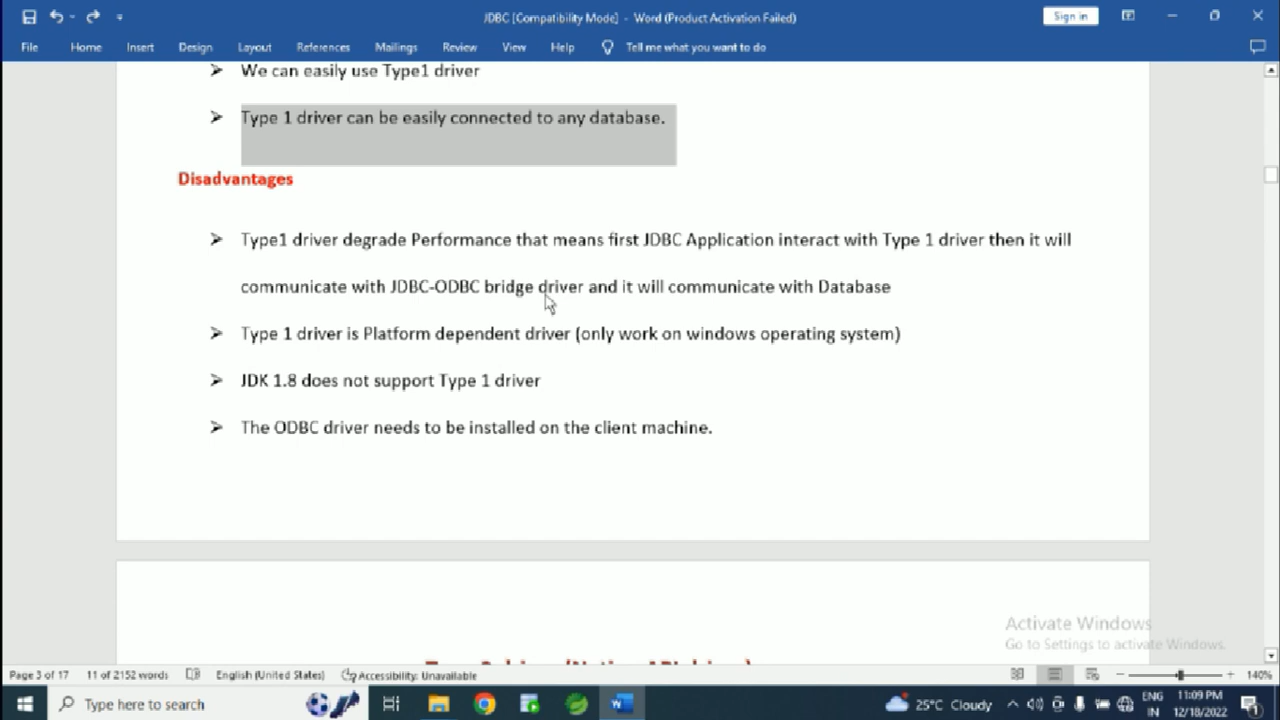 JDBC [Compatibility Mode] - Word (Product Activation Failed)
Sign in
File Home Insert Design Layout References Mailings Review View Help Tell me what you want to do
➢ We can easily use Type1 driver
➢ Type 1 driver can be easily connected to any database.
Disadvantages
➢ Type1 driver degrade Performance that means first JDBC Application interact with Type 1 driver then it will
communicate with JDBC-ODBC bridge driver and it will communicate with Database
➢ Type 1 driver is Platform dependent driver (only work on windows operating system)
➢ JDK 1.8 does not support Type 1 driver
➢ The ODBC driver needs to be installed on the client machine.
Activate Windows
Go to Settings to activate Windows.
Page 3 of 17 11 of 2152 words English (United States) Accessibility: Unavailable 140%
Type here to search 25°C Cloudy ENG IN 11:09 PM 12/18/2022